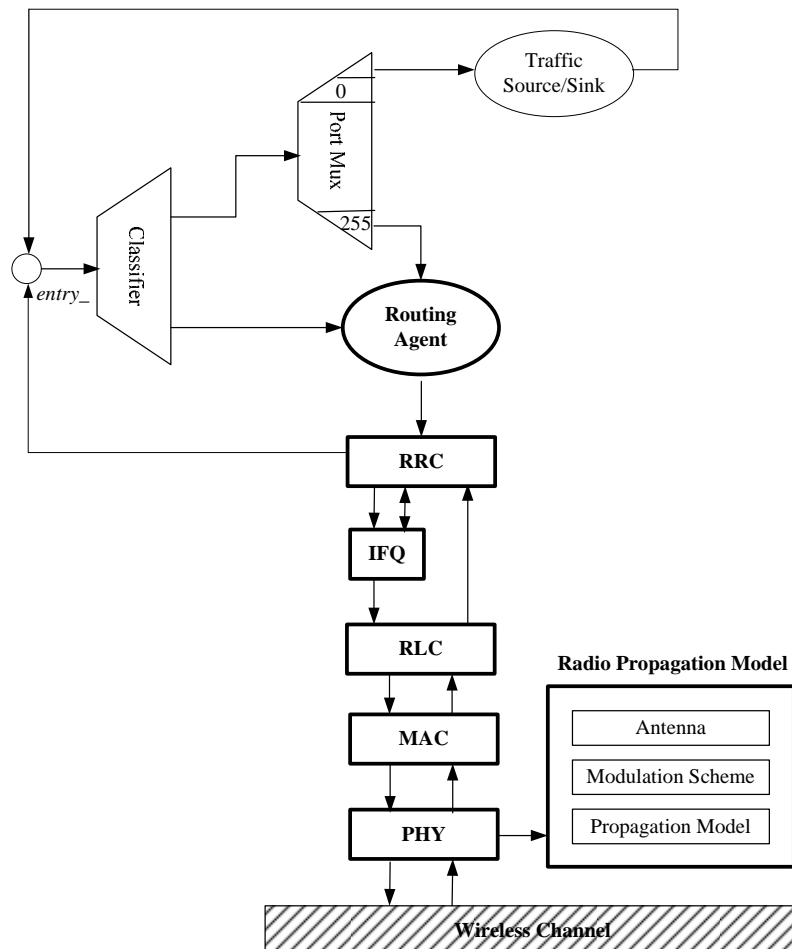 Traffic
Source/Sink
0
Port Mux
255
Classifier
entry_
Routing
Agent
RRC
IFQ
RLC
Radio Propagation Model
Antenna
MAC
Modulation Scheme
Propagation Model
PHY
Wireless Channel